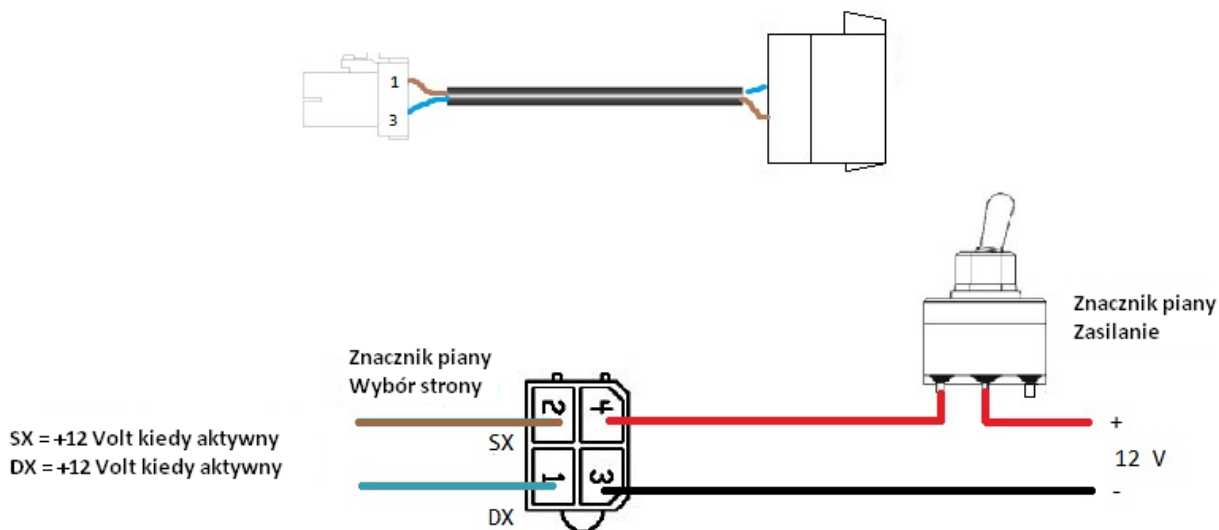 1
3
Znacznik piany
Zasilanie
Znacznik piany
Wybór strony
2
4
SX
+
SX = +12 Volt kiedy aktywny
DX = +12 Volt kiedy aktywny
12 V
1
3
-
DX